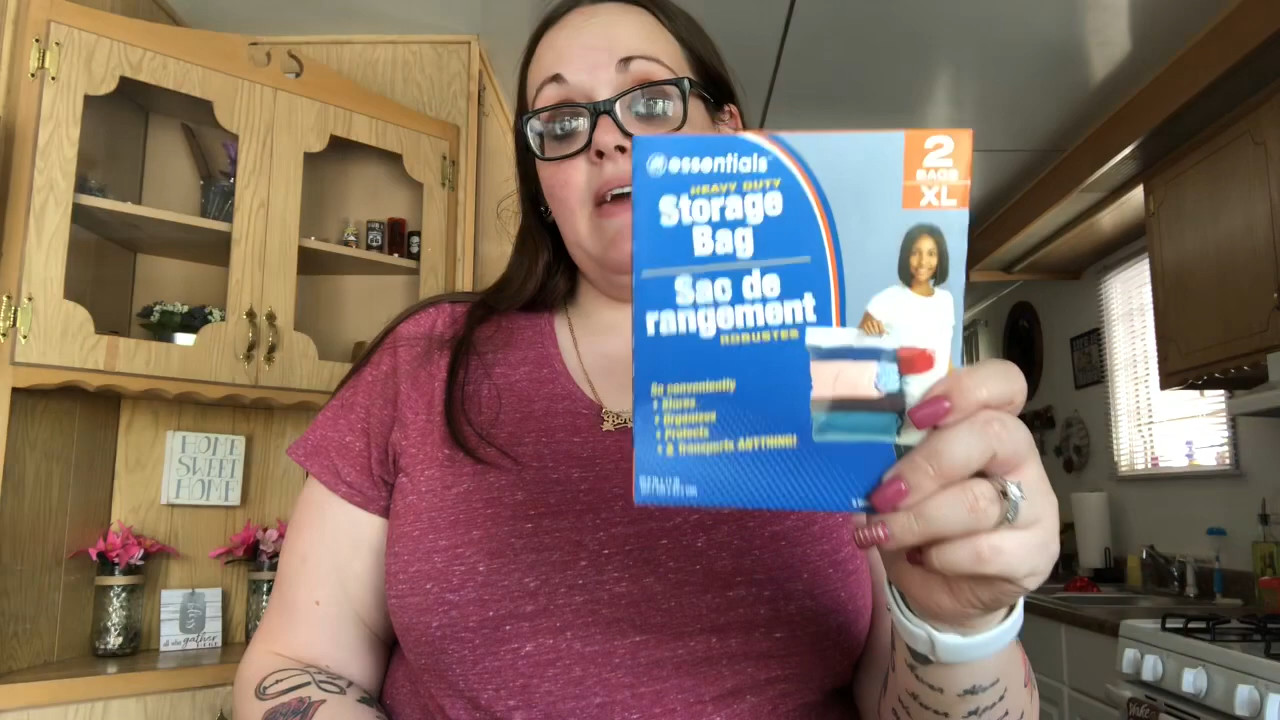 essentials
2
BAGS
XL
HEAVY DUTY
Storage
Bag
Sac de
rangement
ROBUSTES
So conveniently
• Stores
• Organizes
• Protects
• & Transports ANYTHING!
HOME
SWEET
HOME
gather